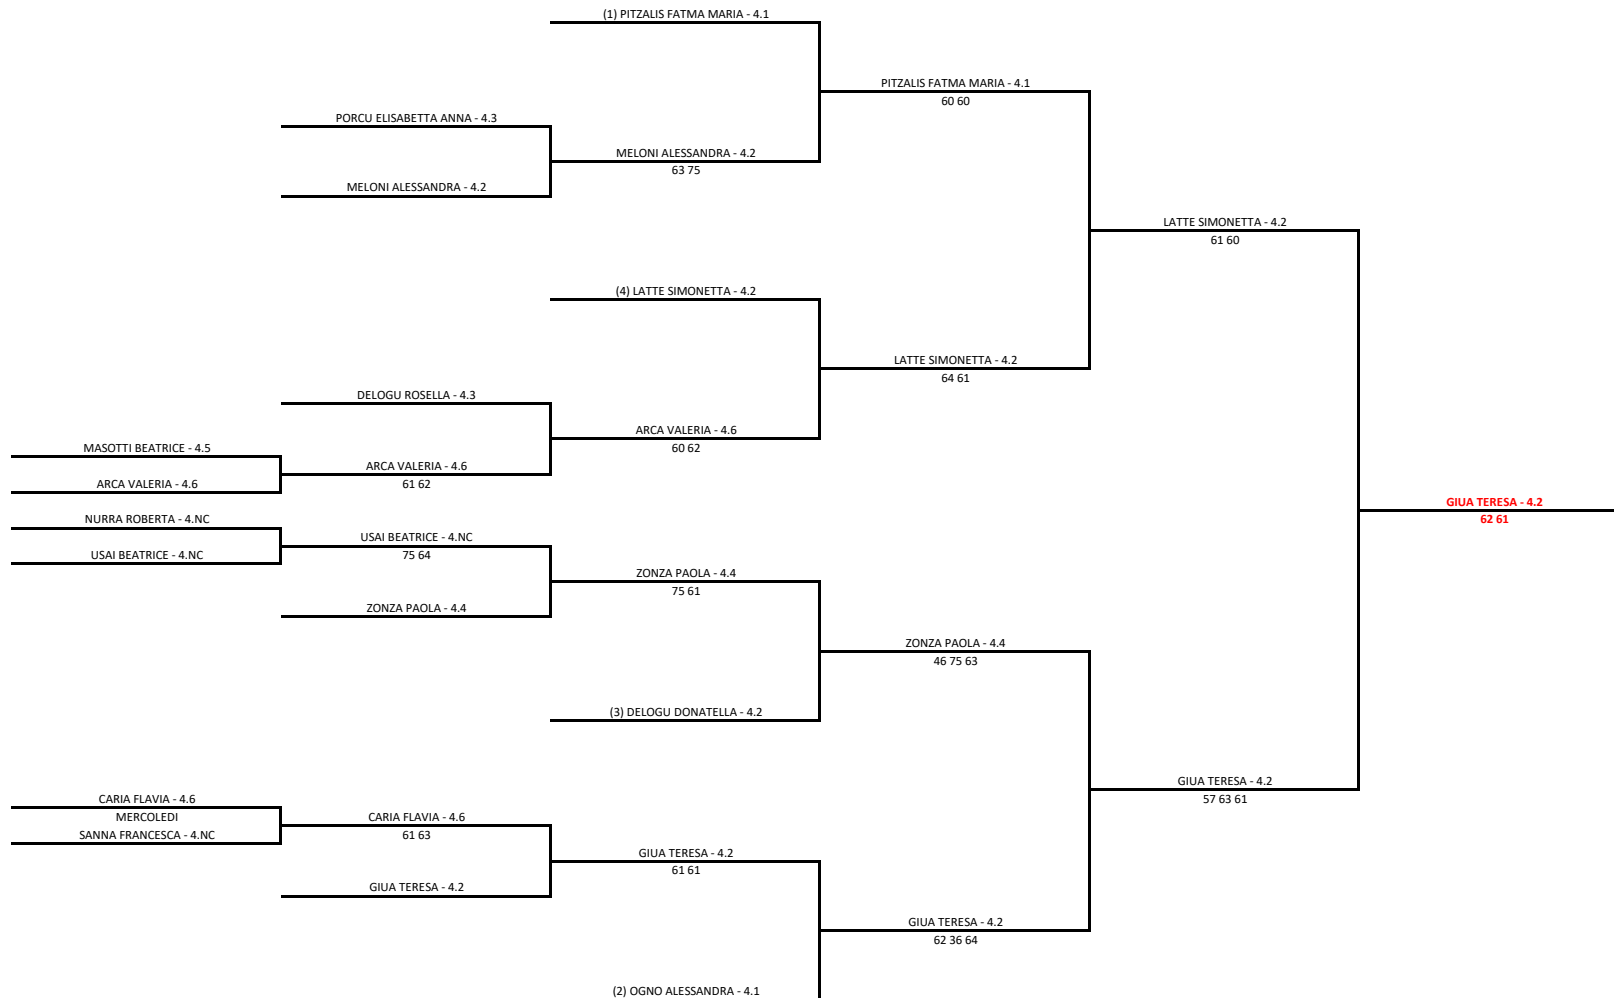 (1) PITZALIS FATMA MARIA - 4.1
PITZALIS FATMA MARIA - 4.1
60 60
PORCU ELISABETTA ANNA - 4.3
MELONI ALESSANDRA - 4.2
63 75
MELONI ALESSANDRA - 4.2
LATTE SIMONETTA - 4.2
61 60
(4) LATTE SIMONETTA - 4.2
LATTE SIMONETTA - 4.2
64 61
DELOGU ROSELLA - 4.3
ARCA VALERIA - 4.6
60 62
MASOTTI BEATRICE - 4.5
ARCA VALERIA - 4.6
61 62
ARCA VALERIA - 4.6
GIUA TERESA - 4.2
62 61
NURRA ROBERTA - 4.NC
USAI BEATRICE - 4.NC
75 64
USAI BEATRICE - 4.NC
ZONZA PAOLA - 4.4
75 61
ZONZA PAOLA - 4.4
ZONZA PAOLA - 4.4
46 75 63
(3) DELOGU DONATELLA - 4.2
GIUA TERESA - 4.2
57 63 61
CARIA FLAVIA - 4.6
MERCOLEDI
CARIA FLAVIA - 4.6
61 63
SANNA FRANCESCA - 4.NC
GIUA TERESA - 4.2
61 61
GIUA TERESA - 4.2
GIUA TERESA - 4.2
62 36 64
(2) OGNO ALESSANDRA - 4.1